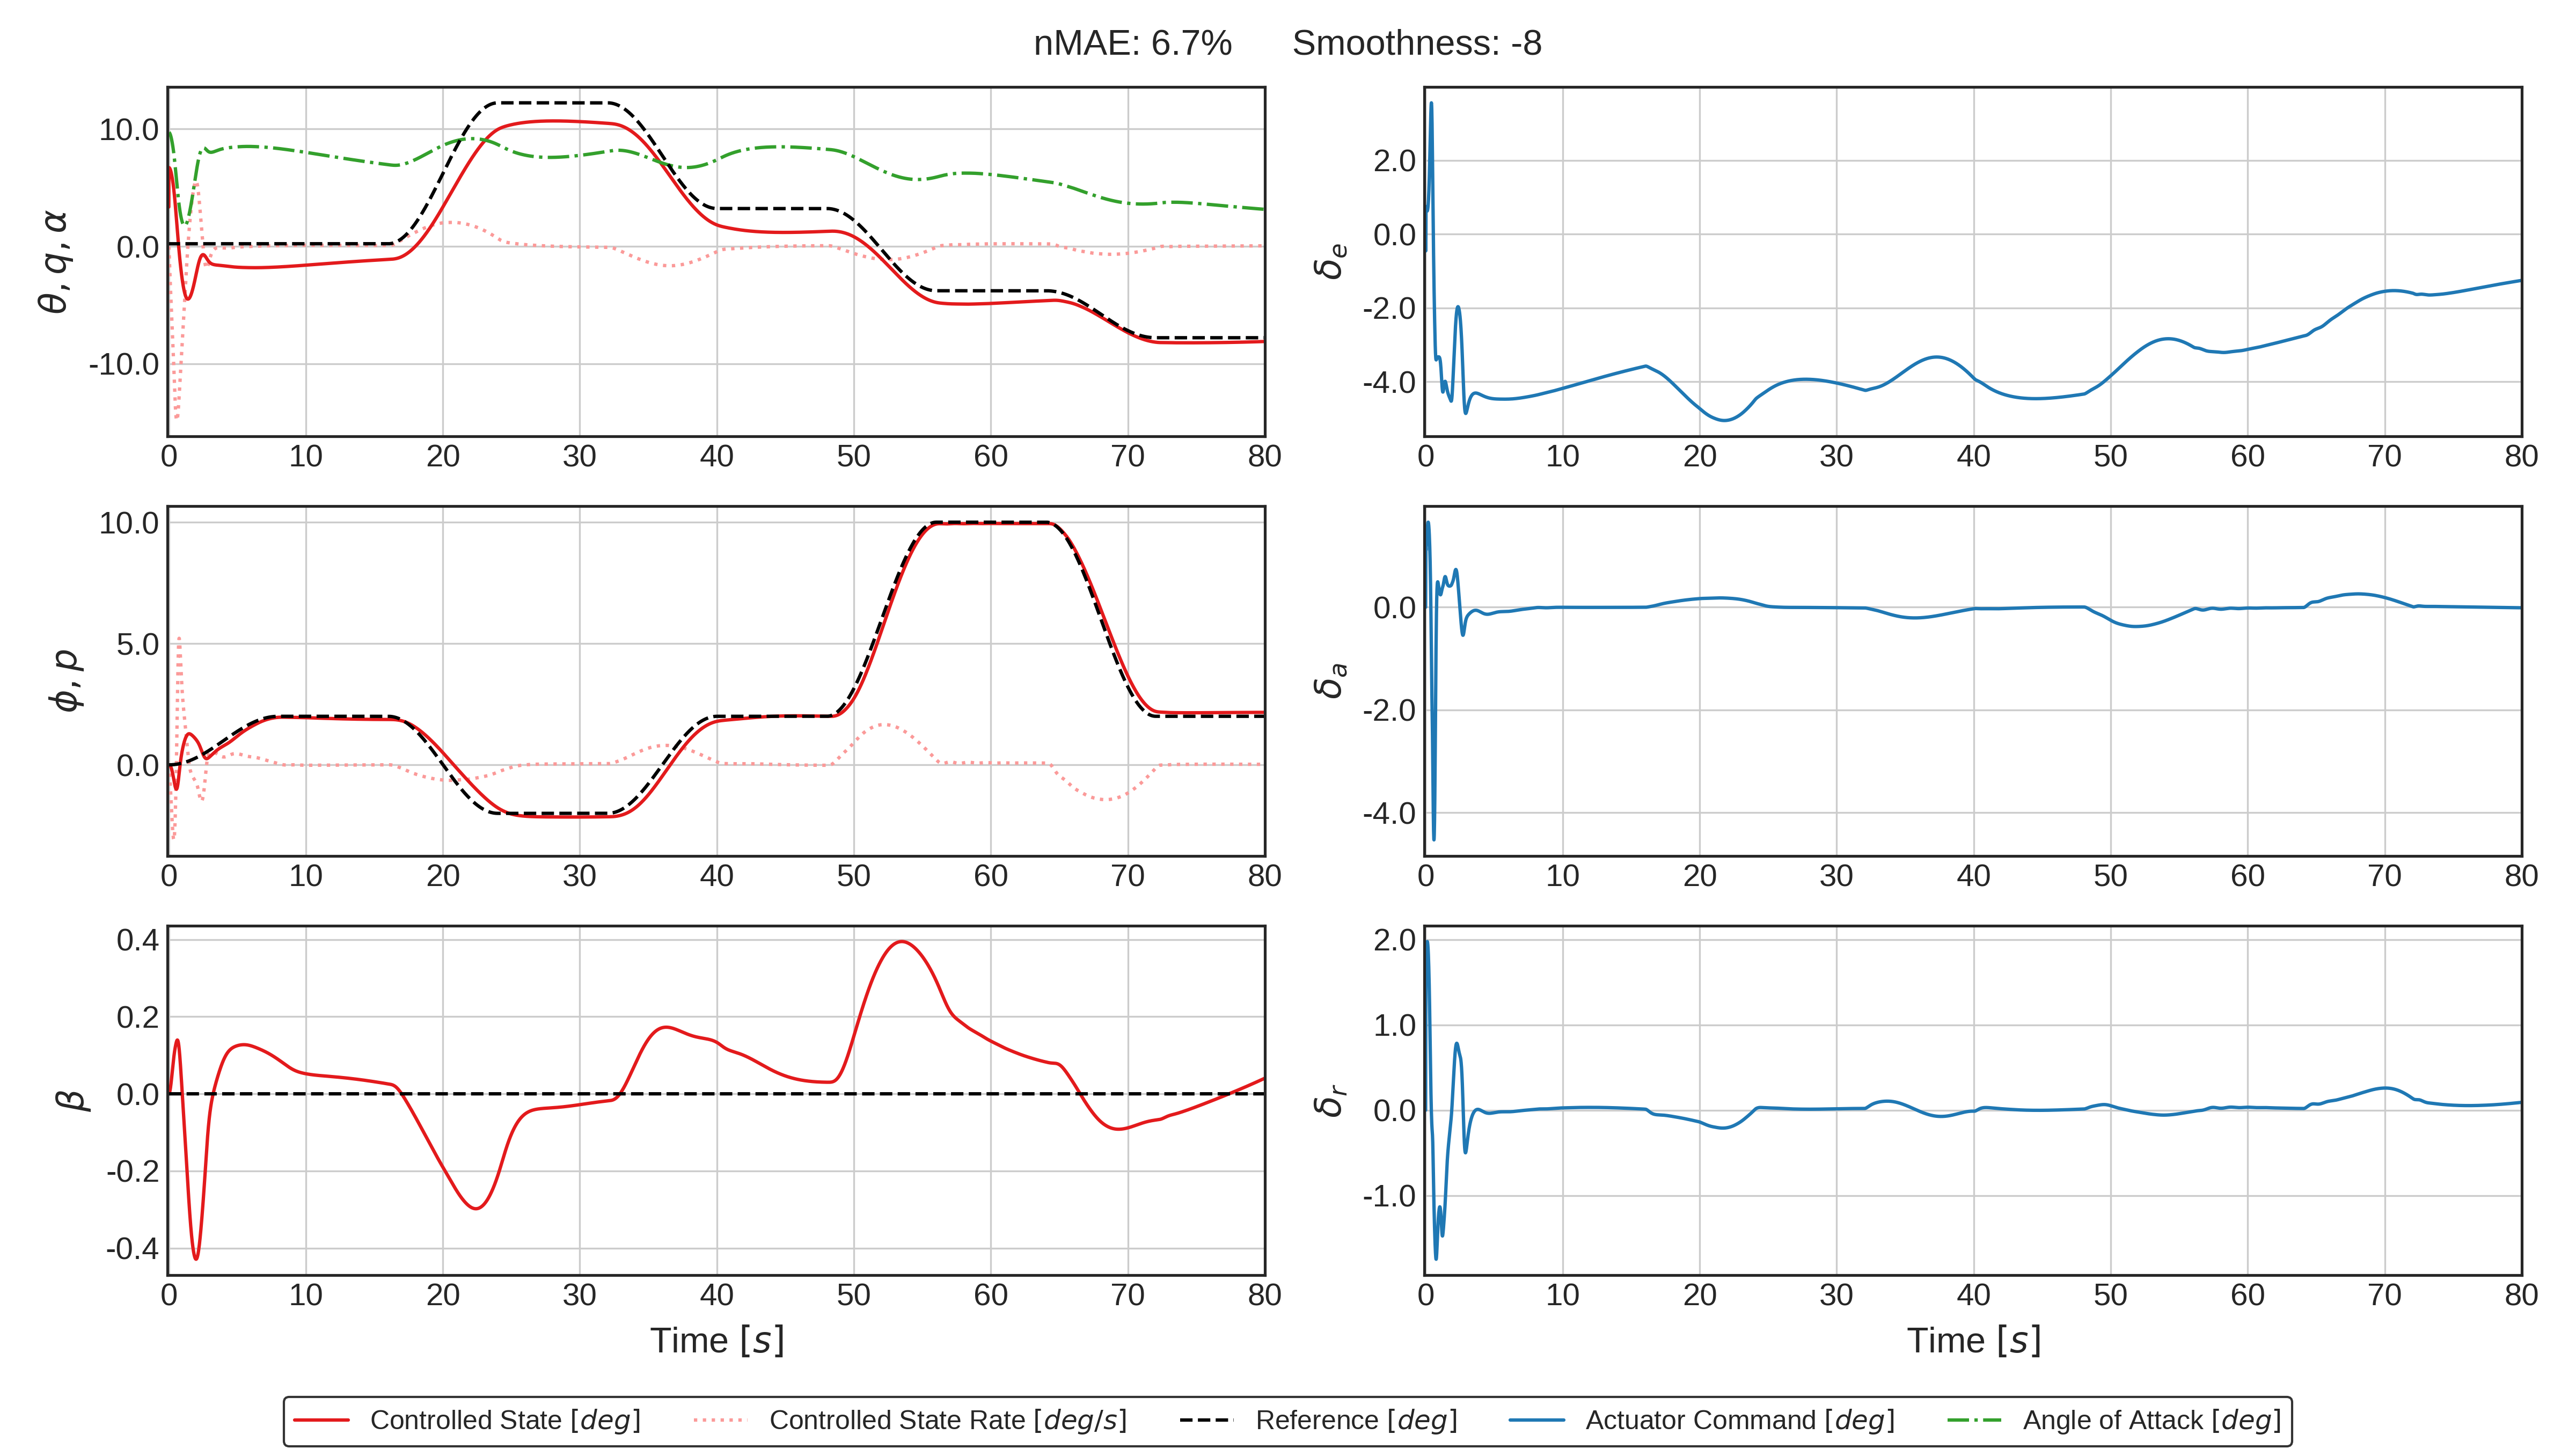 nMAE: 6.7% Smoothness: -8
10.0
0.0
-10.0
θ, q, α
0 10 20 30 40 50 60 70 80
2.0
0.0
-2.0
-4.0
δe
0 10 20 30 40 50 60 70 80
10.0
5.0
0.0
ϕ, p
0 10 20 30 40 50 60 70 80
0.0
-2.0
-4.0
δa
0 10 20 30 40 50 60 70 80
0.4
0.2
0.0
-0.2
-0.4
β
0 10 20 30 40 50 60 70 80
Time [s]
2.0
1.0
0.0
-1.0
δr
0 10 20 30 40 50 60 70 80
Time [s]
Controlled State [deg] Controlled State Rate [deg/s] Reference [deg] Actuator Command [deg] Angle of Attack [deg]